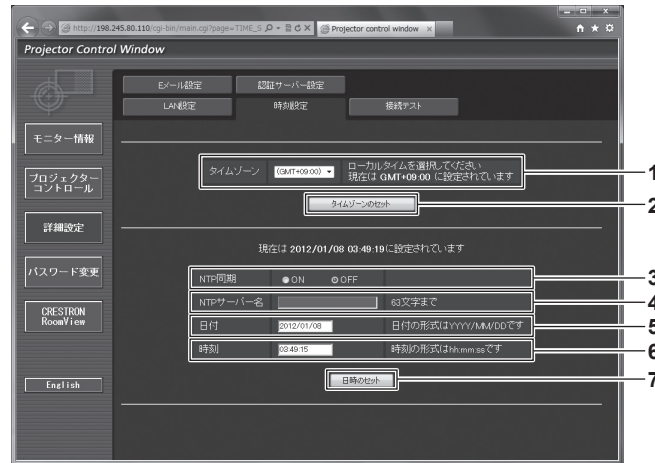 http://198.245.80.110/cgi-bin/main.cgi?page=TIME_S
Projector control window
Projector Control Window
Eメール設定 認証サーバー設定
LAN設定 時刻設定 接続テスト
モニター情報
プロジェクター
コントロール
詳細設定
パスワード変更
CRESTRON
RoomView
English
タイムゾーン (GMT+09:00) ローカルタイムを選択してください
現在は GMT+09:00 に設定されています
1
タイムゾーンのセット
2
現在は 2012/01/08 03:49:19に設定されています
NTP同期 ON OFF
3
NTPサーバー名 63文字まで
4
日付 2012/01/08 日付の形式はYYYY/MM/DDです
5
時刻 03:49:15 時刻の形式はhh:mm:ssです
6
日時のセット
7